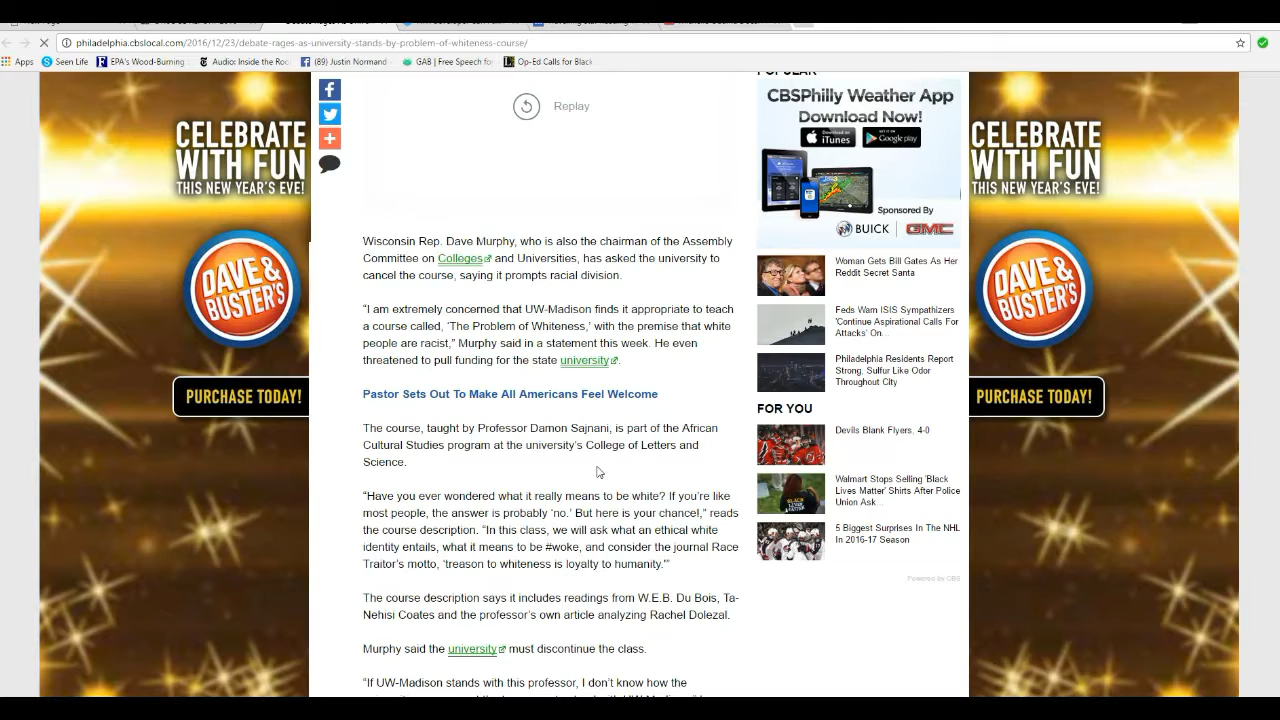 philadelphia.cbslocal.com/2016/12/23/debate-rages-as-university-stands-by-problem-of-whiteness-course/
Apps
Seen Life
EPA's Wood-Burning
Audio: Inside the Roc
(89) Justin Normand
GAB | Free Speech fo
Op-Ed Calls for Black
CELEBRATE
WITH FUN
THIS NEW YEAR'S EVE!
DAVE &
BUSTER'S
PURCHASE TODAY!
Replay
Wisconsin Rep. Dave Murphy, who is also the chairman of the Assembly
Committee on Colleges and Universities, has asked the university to
cancel the course, saying it prompts racial division.
“I am extremely concerned that UW-Madison finds it appropriate to teach
a course called, ‘The Problem of Whiteness,’ with the premise that white
people are racist,” Murphy said in a statement this week. He even
threatened to pull funding for the state university.
Pastor Sets Out To Make All Americans Feel Welcome
The course, taught by Professor Damon Sajnani, is part of the African
Cultural Studies program at the university’s College of Letters and
Science.
“Have you ever wondered what it really means to be white? If you’re like
most people, the answer is probably ‘no.’ But here is your chance!,” reads
the course description. “In this class, we will ask what an ethical white
identity entails, what it means to be #woke, and consider the journal Race
Traitor’s motto, ‘treason to whiteness is loyalty to humanity.’”
The course description says it includes readings from W.E.B. Du Bois, Ta-
Nehisi Coates and the professor’s own article analyzing Rachel Dolezal.
Murphy said the university must discontinue the class.
“If UW-Madison stands with this professor, I don’t know how the
POPULAR
CBSPhilly Weather App
Download Now!
iTunes
Google play
Sponsored By
BUICK
GMC
Woman Gets Bill Gates As Her
Reddit Secret Santa
Feds Warn ISIS Sympathizers
'Continue Aspirational Calls For
Attacks' On...
Philadelphia Residents Report
Strong, Sulfur Like Odor
Throughout City
FOR YOU
Devils Blank Flyers, 4-0
Walmart Stops Selling 'Black
Lives Matter' Shirts After Police
Union Ask...
5 Biggest Surprises In The NHL
In 2016-17 Season
Powered by CBS
CELEBRATE
WITH FUN
THIS NEW YEAR'S EVE!
DAVE &
BUSTER'S
PURCHASE TODAY!